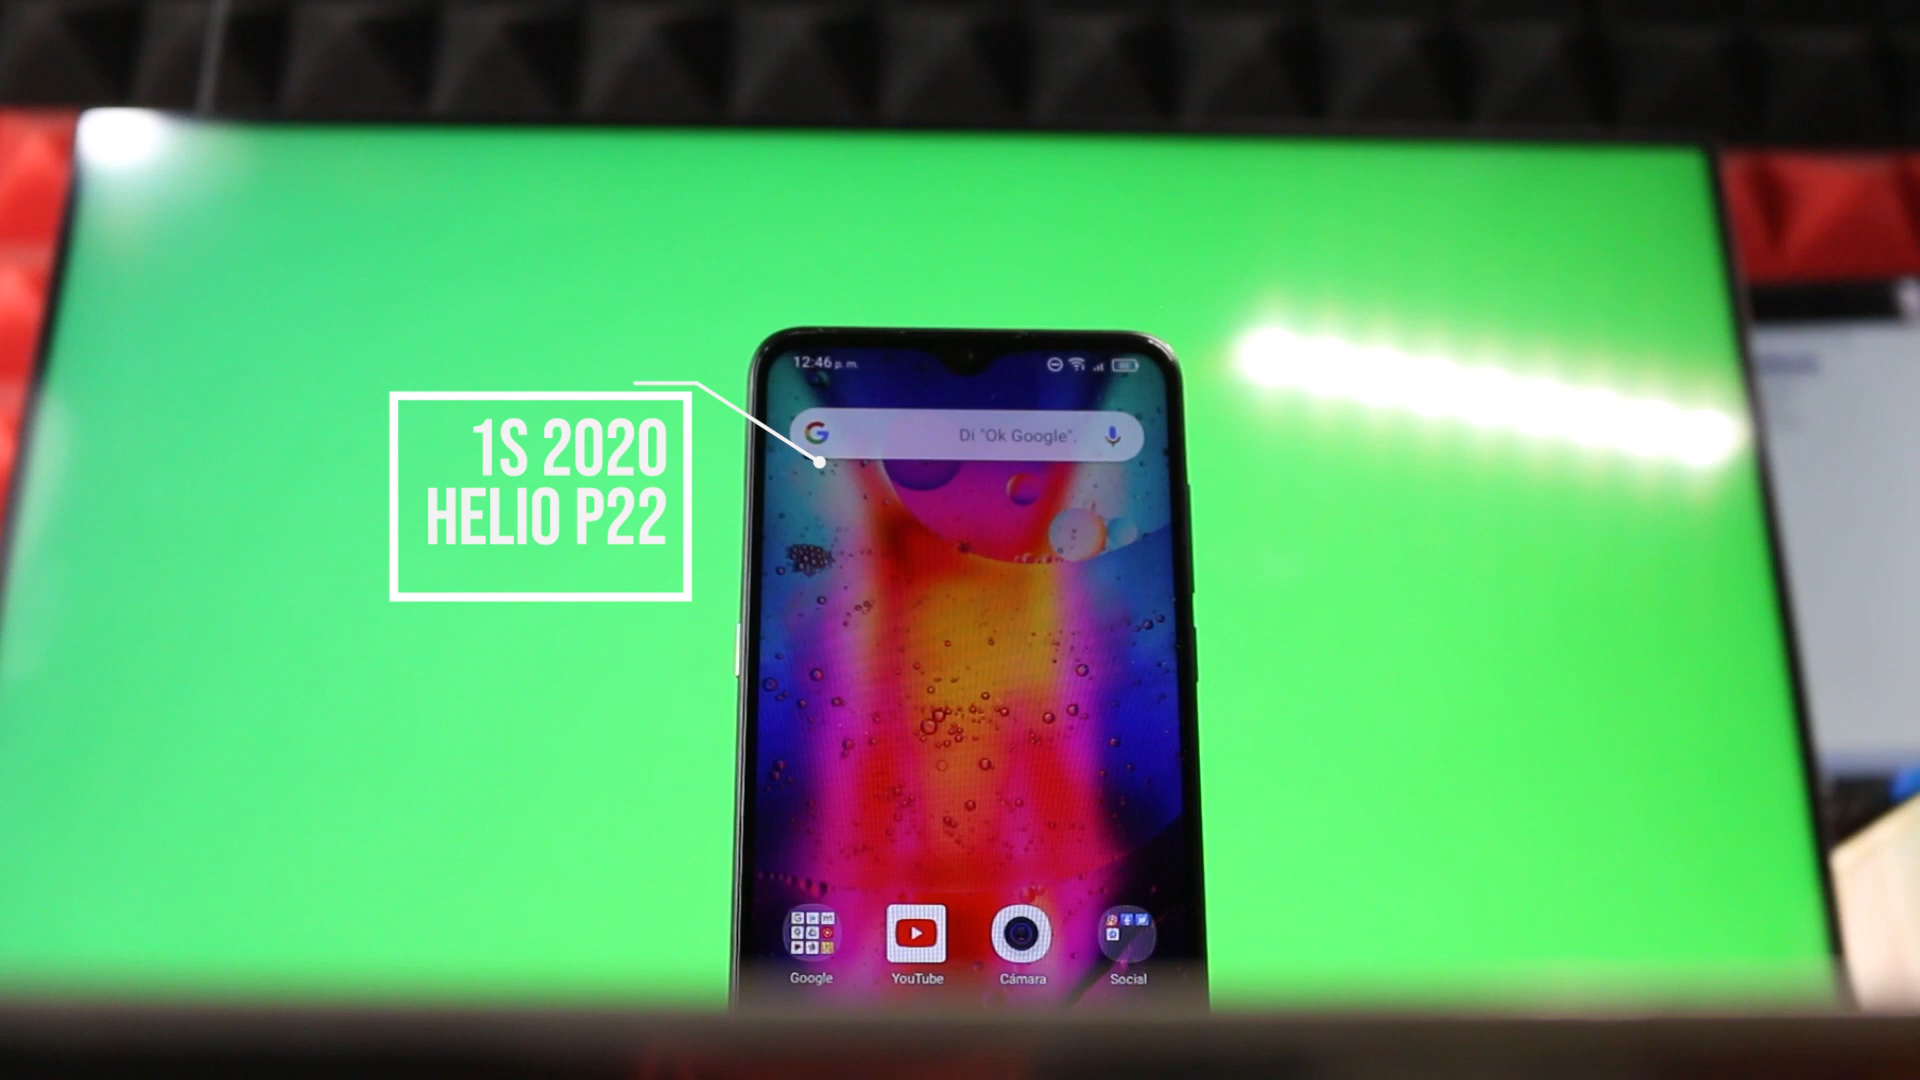 12:46 p. m.
Di "Ok Google".
1S 2020
HELIO P22
Google
YouTube
Cámara
Social